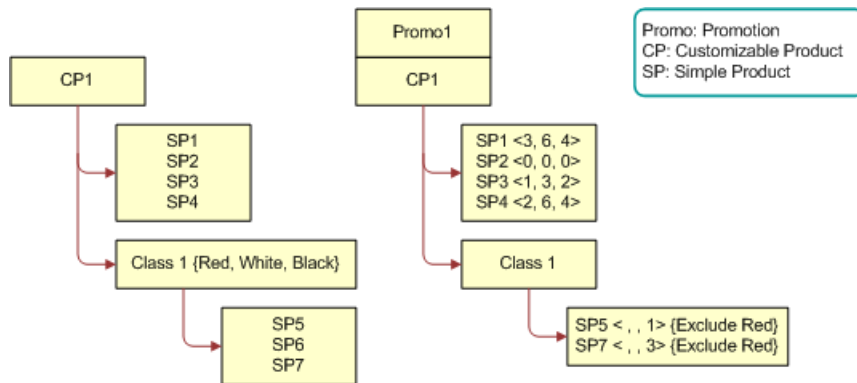 CP1
SP1
SP2
SP3
SP4
Class 1 {Red, White, Black}
SP5
SP6
SP7
Promo1
CP1
SP1 <3, 6, 4>
SP2 <0, 0, 0>
SP3 <1, 3, 2>
SP4 <2, 6, 4>
Class 1
SP5 < , , 1> {Exclude Red}
SP7 < , , 3> {Exclude Red}
Promo: Promotion
CP: Customizable Product
SP: Simple Product